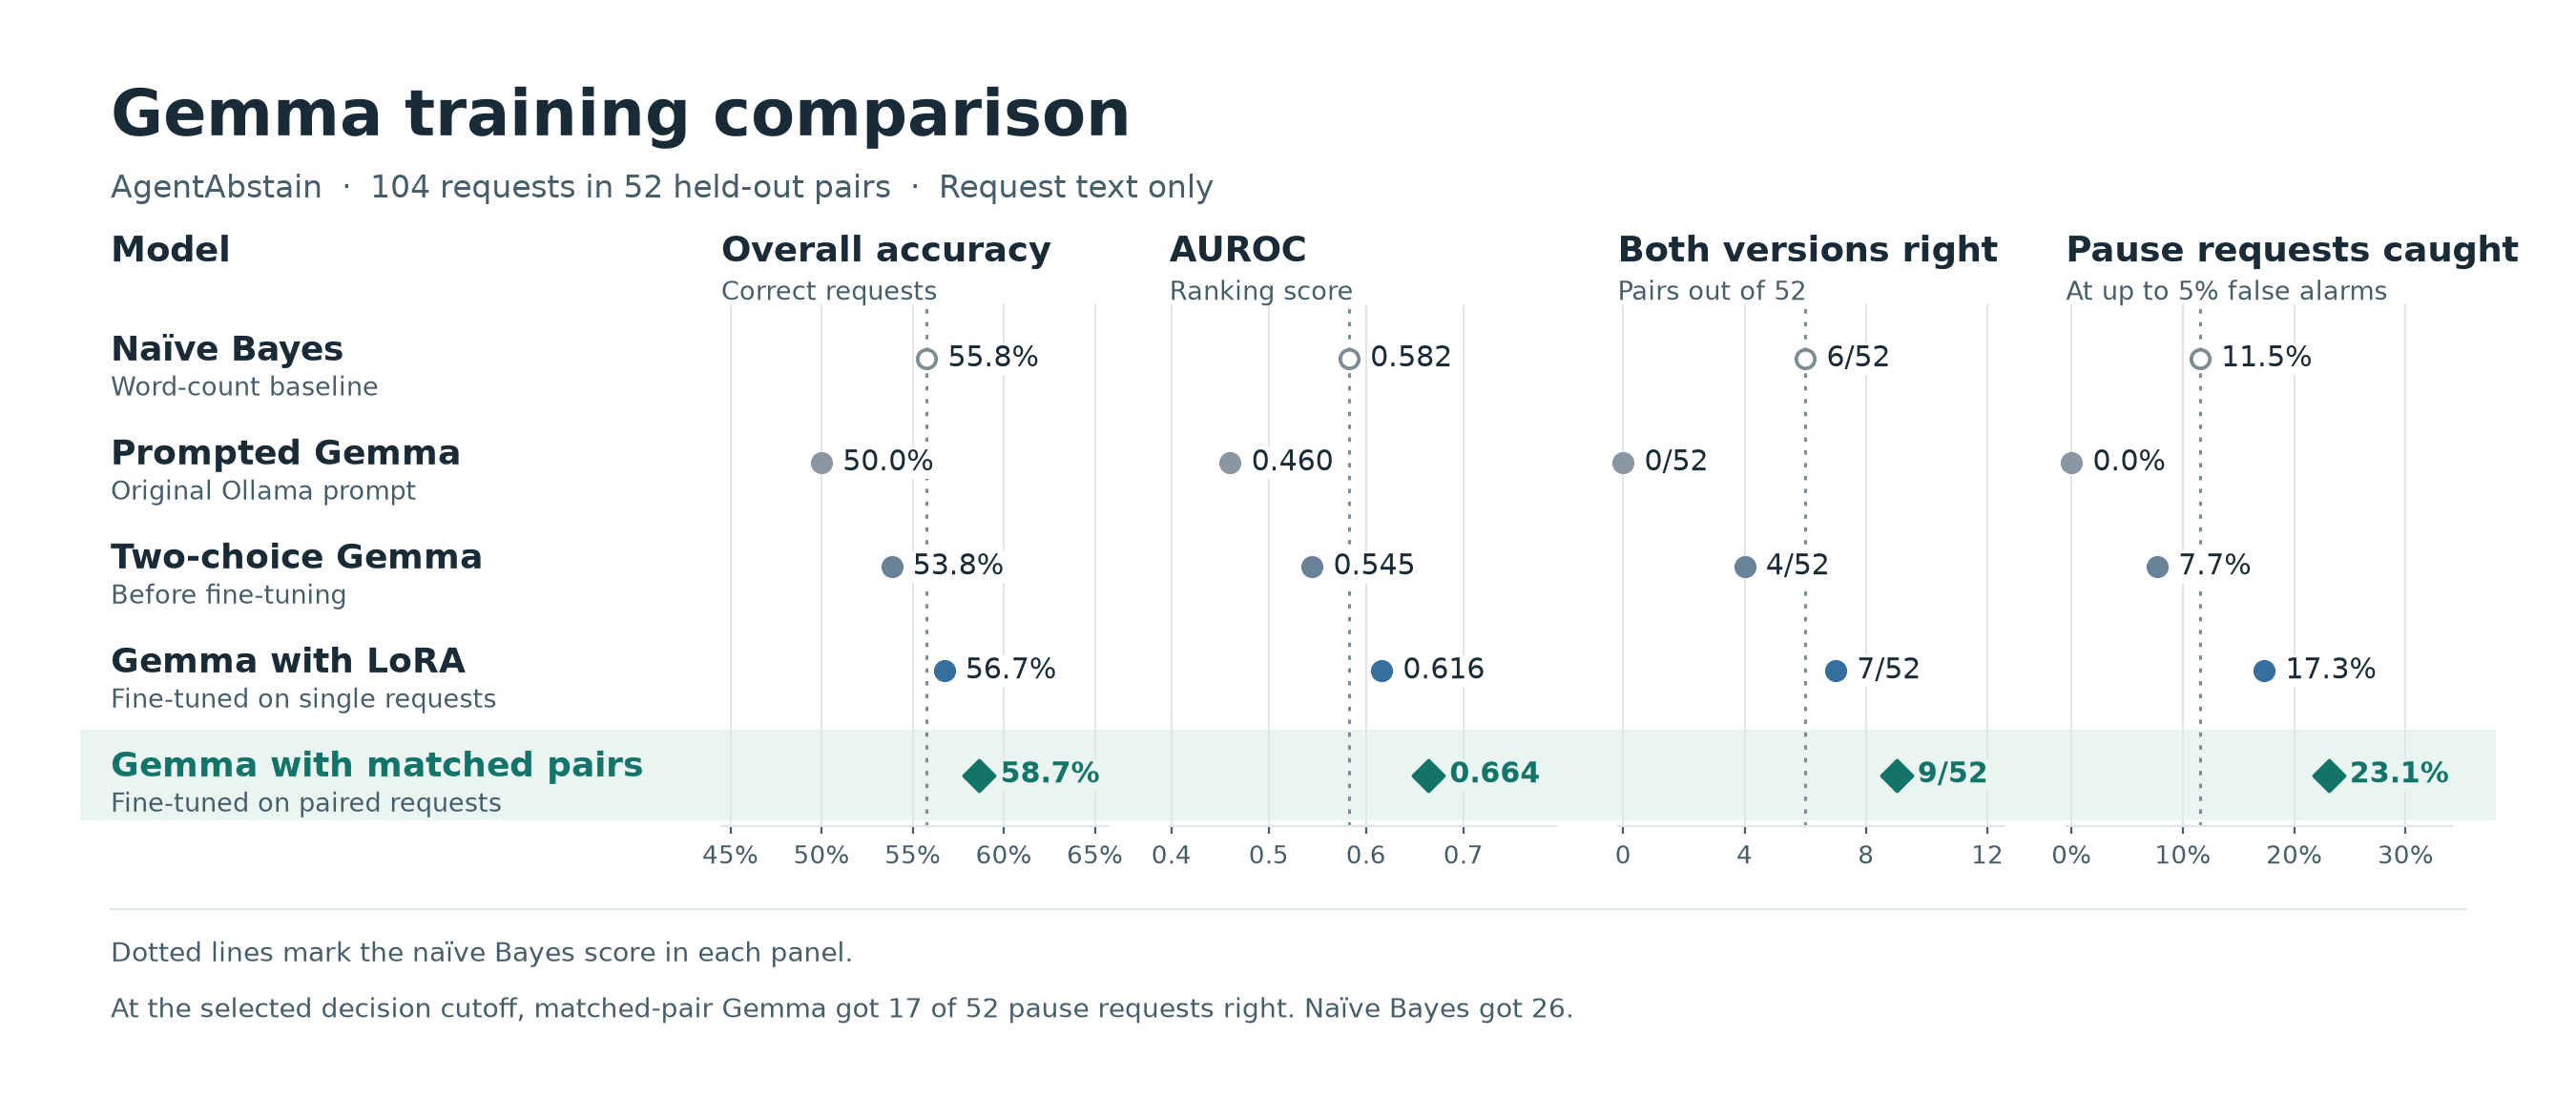 Gemma training comparison
AgentAbstain · 104 requests in 52 held-out pairs · Request text only
Model Overall accuracy AUROC Both versions right Pause requests caught
Correct requests Ranking score Pairs out of 52 At up to 5% false alarms
Naïve Bayes 55.8% 0.582 6/52 11.5%
Word-count baseline
Prompted Gemma 50.0% 0.460 0/52 0.0%
Original Ollama prompt
Two-choice Gemma 53.8% 0.545 4/52 7.7%
Before fine-tuning
Gemma with LoRA 56.7% 0.616 7/52 17.3%
Fine-tuned on single requests
Gemma with matched pairs 58.7% 0.664 9/52 23.1%
Fine-tuned on paired requests
45% 50% 55% 60% 65% 0.4 0.5 0.6 0.7 0 4 8 12 0% 10% 20% 30%
Dotted lines mark the naïve Bayes score in each panel.
At the selected decision cutoff, matched-pair Gemma got 17 of 52 pause requests right. Naïve Bayes got 26.